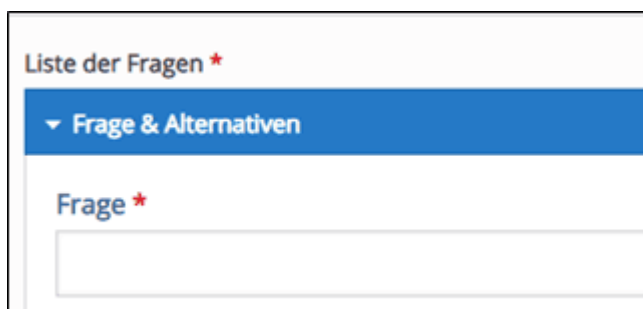 Liste der Fragen *
Frage & Alternativen
Frage *